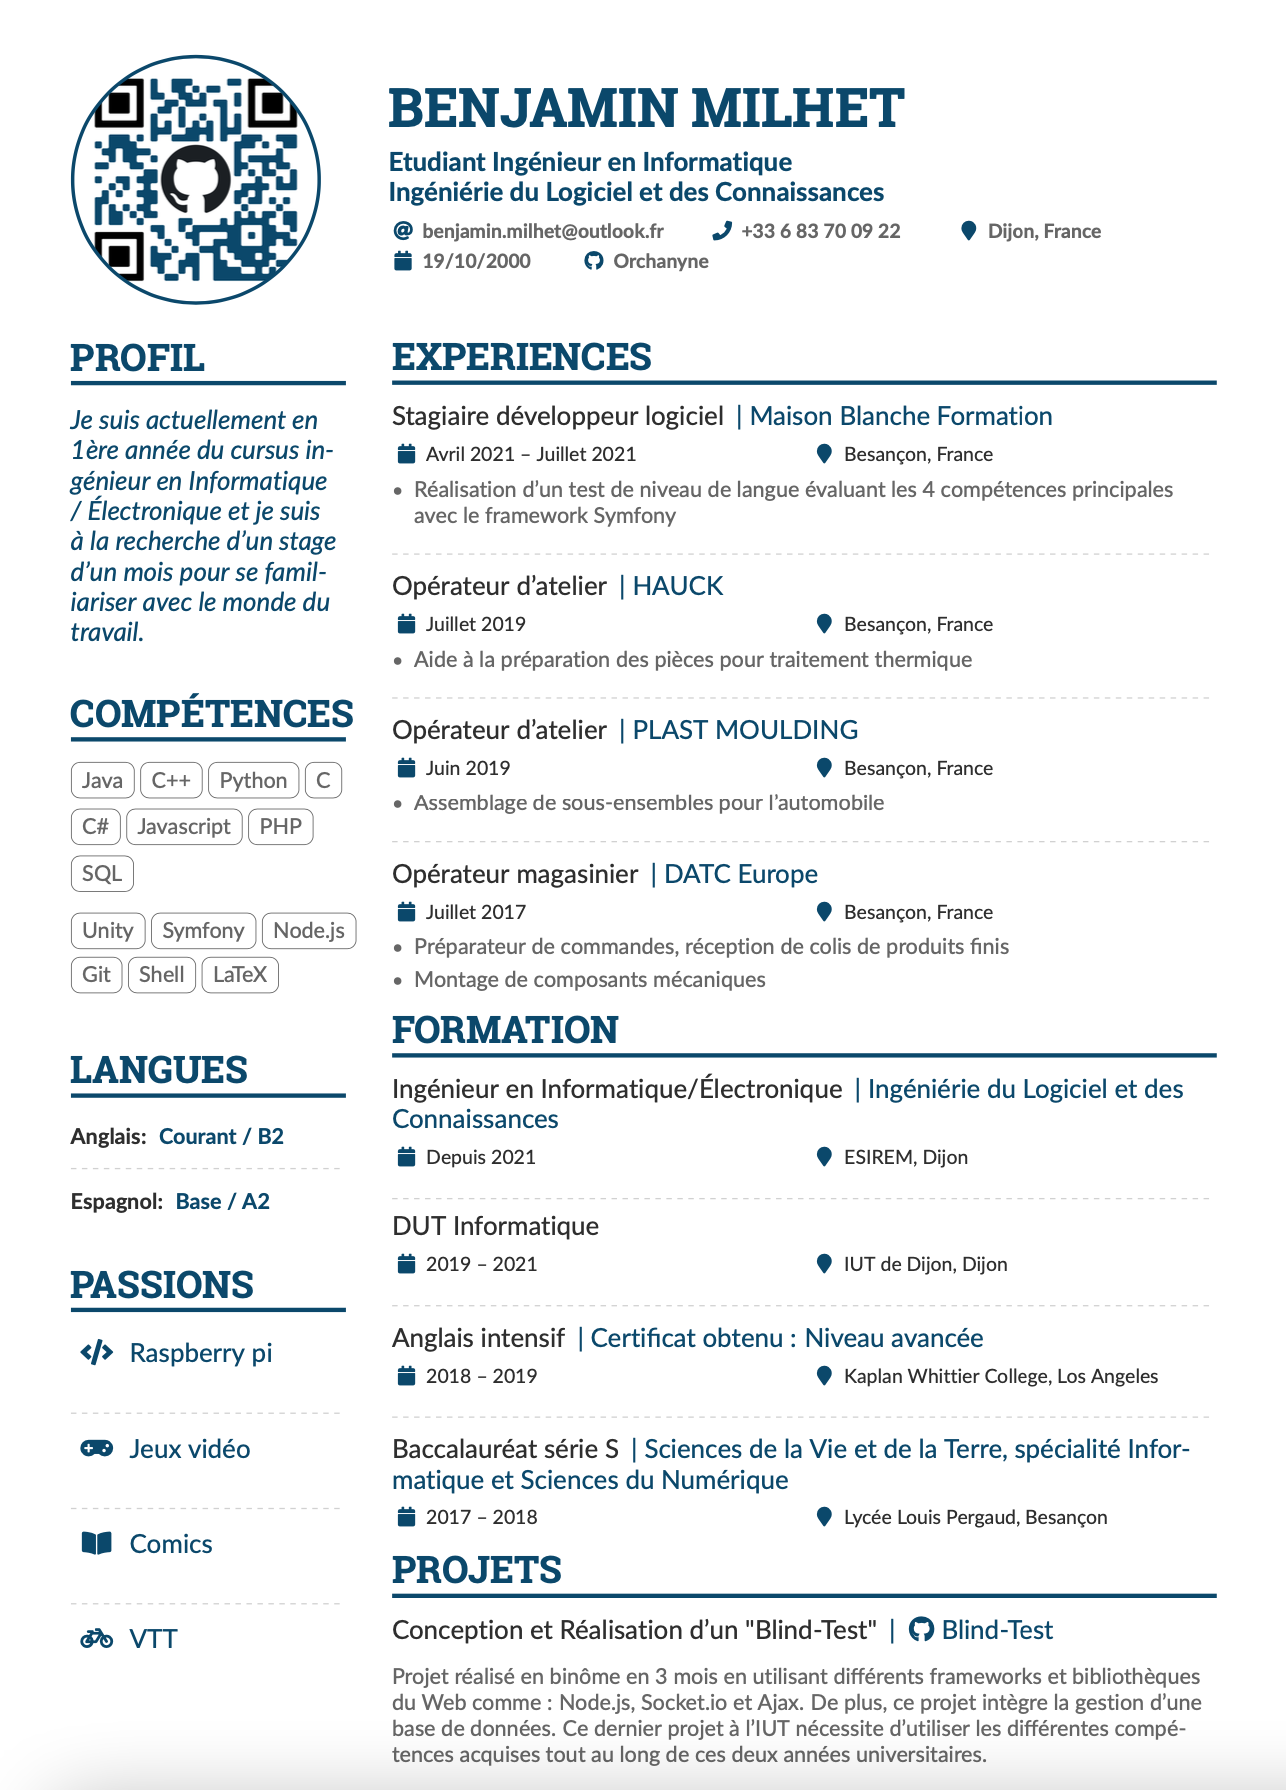 BENJAMIN MILHET
Etudiant Ingénieur en Informatique
Ingéniérie du Logiciel et des Connaissances
benjamin.milhet@outlook.fr +33 6 83 70 09 22 Dijon, France
19/10/2000 Orchanyne
PROFIL
Je suis actuellement en
1ère année du cursus in-
génieur en Informatique
/ Électronique et je suis
à la recherche d'un stage
d'un mois pour se famil-
iariser avec le monde du
travail.
COMPÉTENCES
Java C++ Python C
C# Javascript PHP
SQL
Unity Symfony Node.js
Git Shell LaTeX
LANGUES
Anglais: Courant / B2
Espagnol: Base / A2
PASSIONS
Raspberry pi
Jeux vidéo
Comics
VTT
EXPERIENCES
Stagiaire développeur logiciel | Maison Blanche Formation
Avril 2021 – Juillet 2021 Besançon, France
• Réalisation d'un test de niveau de langue évaluant les 4 compétences principales
avec le framework Symfony
Opérateur d'atelier | HAUCK
Juillet 2019 Besançon, France
• Aide à la préparation des pièces pour traitement thermique
Opérateur d'atelier | PLAST MOULDING
Juin 2019 Besançon, France
• Assemblage de sous-ensembles pour l'automobile
Opérateur magasinier | DATC Europe
Juillet 2017 Besançon, France
• Préparateur de commandes, réception de colis de produits finis
• Montage de composants mécaniques
FORMATION
Ingénieur en Informatique/Électronique | Ingéniérie du Logiciel et des
Connaissances
Depuis 2021 ESIREM, Dijon
DUT Informatique
2019 – 2021 IUT de Dijon, Dijon
Anglais intensif | Certificat obtenu : Niveau avancée
2018 – 2019 Kaplan Whittier College, Los Angeles
Baccalauréat série S | Sciences de la Vie et de la Terre, spécialité Infor-
matique et Sciences du Numérique
2017 – 2018 Lycée Louis Pergaud, Besançon
PROJETS
Conception et Réalisation d'un "Blind-Test" | Blind-Test
Projet réalisé en binôme en 3 mois en utilisant différents frameworks et bibliothèques
du Web comme : Node.js, Socket.io et Ajax. De plus, ce projet intègre la gestion d'une
base de données. Ce dernier projet à l'IUT nécessite d'utiliser les différentes compé-
tences acquises tout au long de ces deux années universitaires.